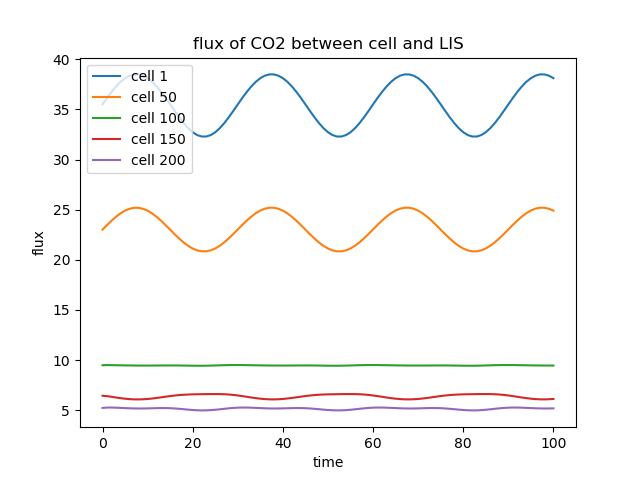 flux of CO2 between cell and LIS
40
35
30
25
20
15
10
5
flux
cell 1
cell 50
cell 100
cell 150
cell 200
0 20 40 60 80 100
time